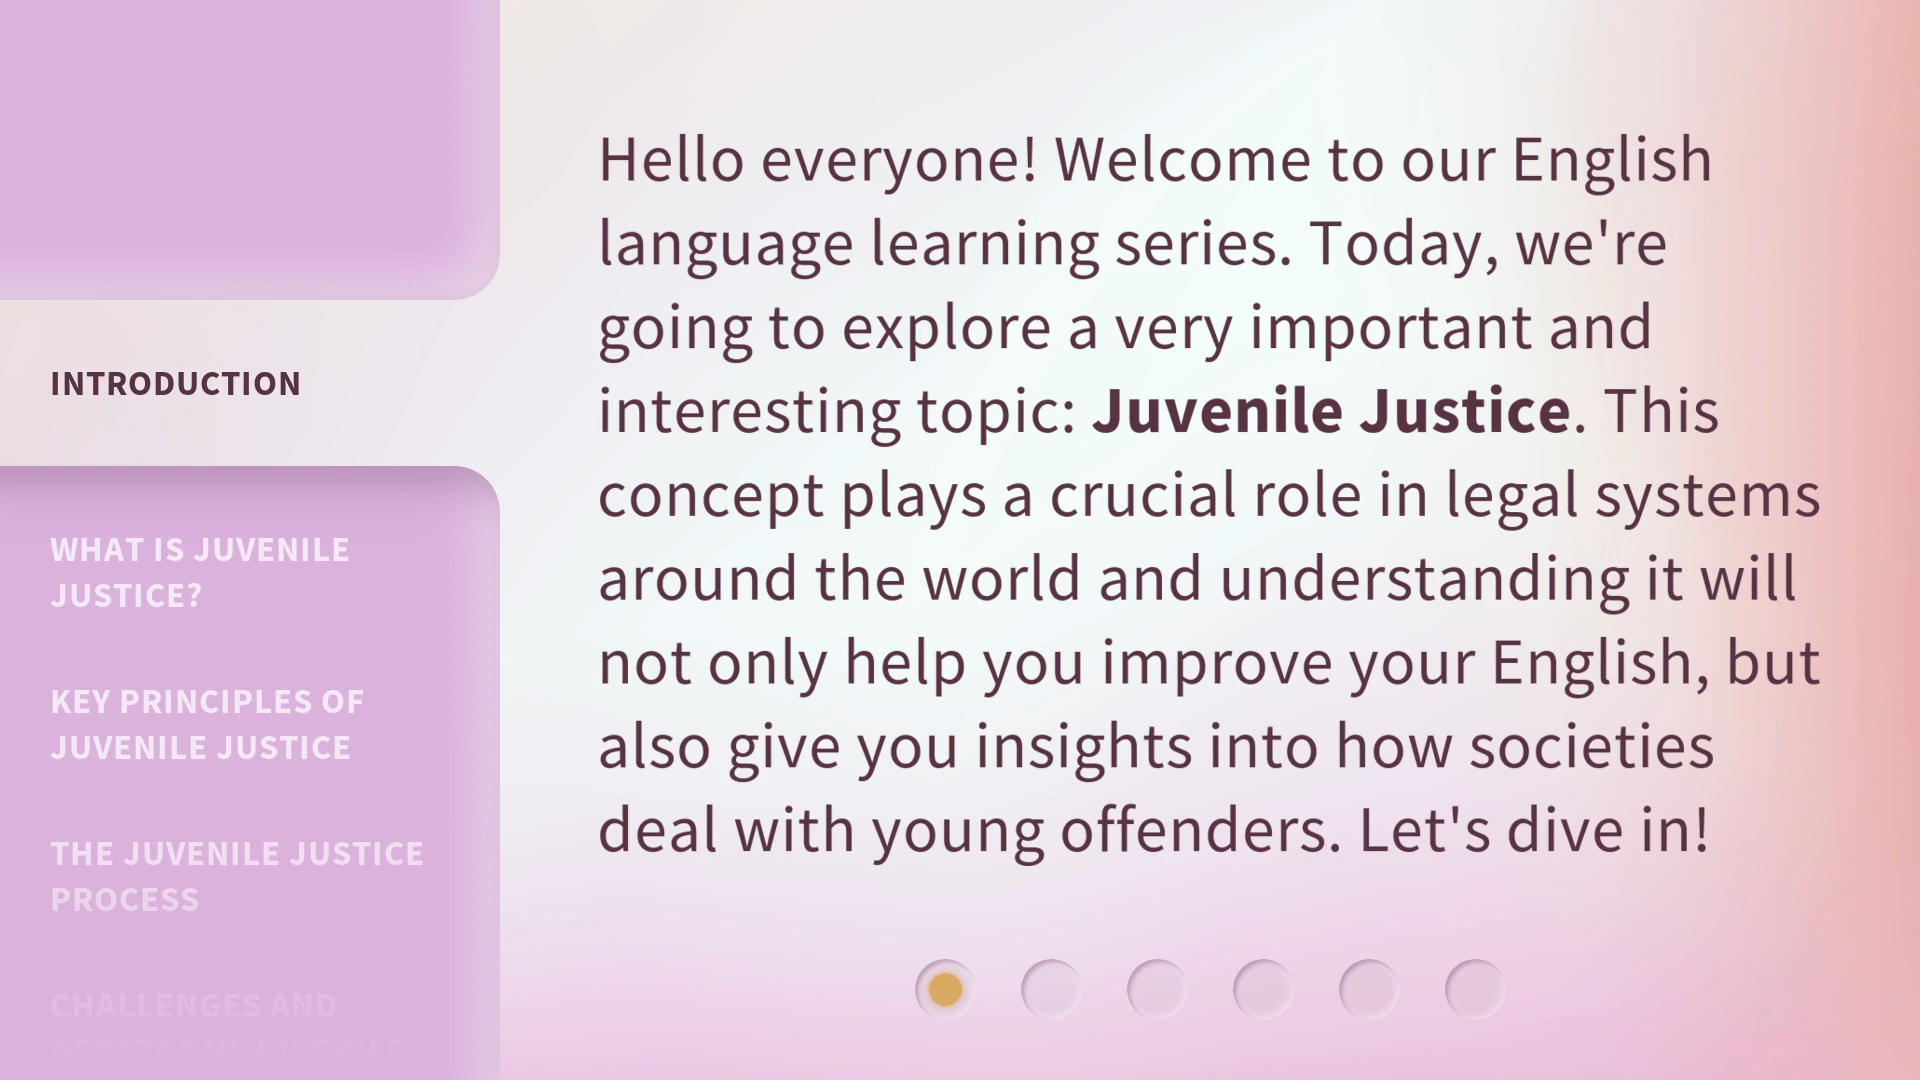 INTRODUCTION
WHAT IS JUVENILE
JUSTICE?
KEY PRINCIPLES OF
JUVENILE JUSTICE
THE JUVENILE JUSTICE
PROCESS
CHALLENGES AND
DEBATES IN JUVENILE
Hello everyone! Welcome to our English
language learning series. Today, we're
going to explore a very important and
interesting topic: Juvenile Justice. This
concept plays a crucial role in legal systems
around the world and understanding it will
not only help you improve your English, but
also give you insights into how societies
deal with young offenders. Let's dive in!